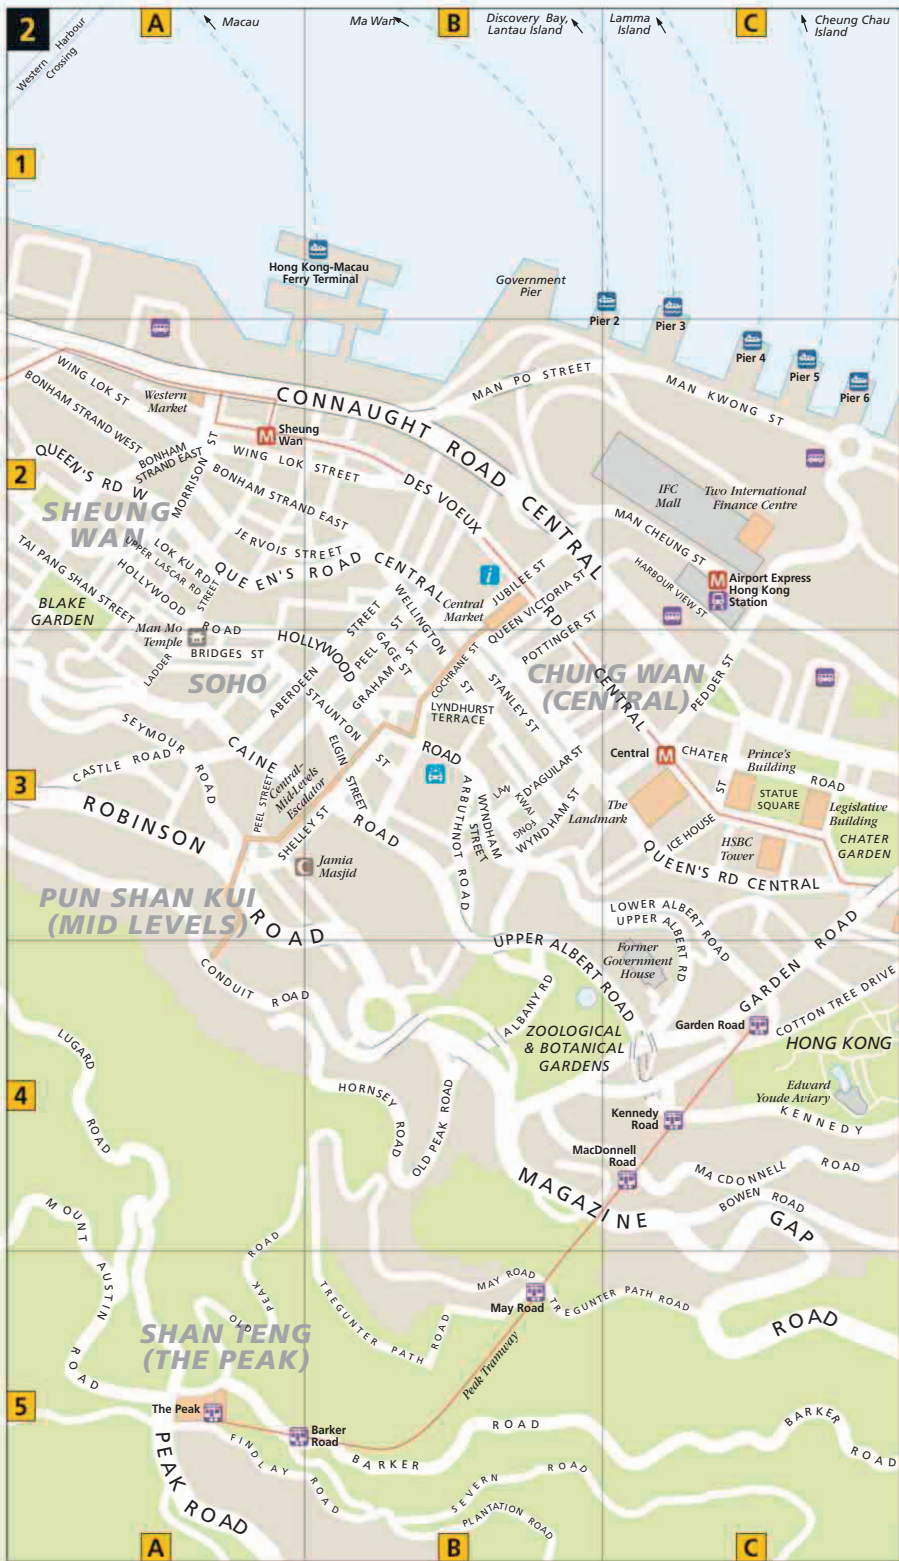 2
A
B
C
Macau
Ma Wan
Discovery Bay,
Lantau Island
Lamma
Island
Cheung Chau
Island
Western Harbour
Crossing
1
Hong Kong-Macau
Ferry Terminal
Government
Pier
Pier 2
Pier 3
Pier 4
Pier 5
Pier 6
MAN PO STREET
MAN KWONG ST
WING LOK ST
BONHAM STRAND WEST
Western
Market
CONNAUGHT ROAD CENTRAL
M
Sheung
Wan
2
QUEEN'S RD W
BONHAM
STRAND EAST
MORRISON ST
WING LOK STREET
BONHAM STRAND EAST
DES VOEUX RD CENTRAL
IFC
Mall
Two International
Finance Centre
SHEUNG
WAN
JERVOIS STREET
QUEEN'S ROAD CENTRAL
MAN CHEUNG ST
TAI PANG SHAN STREET
UPPER LASCAR RD
LOK KU RD
HOLLYWOOD ROAD
STREET
i
JUBILEE ST
HARBOUR VIEW ST
M
Airport Express
Hong Kong
Station
BLAKE
GARDEN
Man Mo
Temple
Central
Market
QUEEN VICTORIA ST
POTTINGER ST
BRIDGES ST
LADDER
HOLLYWOOD
ROAD
PEEL ST
GAGE ST
GRAHAM ST
WELLINGTON ST
COCHRANE ST
STANLEY ST
SOHO
ABERDEEN STREET
STAUNTON ST
LYNDHURST
TERRACE
CHUNG WAN
(CENTRAL)
PEDDER ST
SEYMOUR ROAD
CASTLE ROAD
CAINE ROAD
ELGIN STREET
PEEL STREET
Central–
Mid-Levels
Escalator
SHELLEY ST
Central
M
CHATER ROAD
Prince's
Building
3
ROBINSON ROAD
ARBUTHNOT ROAD
WYNDHAM STREET
LAN KWAI FONG
D'AGUILAR ST
WYNDHAM ST
The
Landmark
ICE HOUSE ST
STATUE
SQUARE
Legislative
Building
HSBC
Tower
CHATER
GARDEN
QUEEN'S RD CENTRAL
C
Jamia
Masjid
PUN SHAN KUI
(MID LEVELS)
LOWER ALBERT ROAD
UPPER ALBERT RD
UPPER ALBERT ROAD
Former
Government
House
GARDEN ROAD
CONDUIT ROAD
ALBANY RD
COTTON TREE DRIVE
Garden Road
ZOOLOGICAL
& BOTANICAL
GARDENS
HONG KONG
LUGARD ROAD
4
HORNSEY ROAD
OLD PEAK ROAD
Edward
Youde Aviary
Kennedy
Road
KENNEDY
MacDonnell
Road
MACDONNELL ROAD
BOWEN ROAD
MAGAZINE GAP ROAD
MOUNT AUSTIN ROAD
OLD PEAK ROAD
TREGUNTER PATH ROAD
MAY ROAD
May Road
TREGUNTER PATH ROAD
SHAN TENG
(THE PEAK)
Peak Tramway
5
The Peak
Barker
Road
BARKER ROAD
BARKER ROAD
FINDLAY ROAD
PEAK ROAD
SEVERN ROAD
PLANTATION ROAD
A
B
C